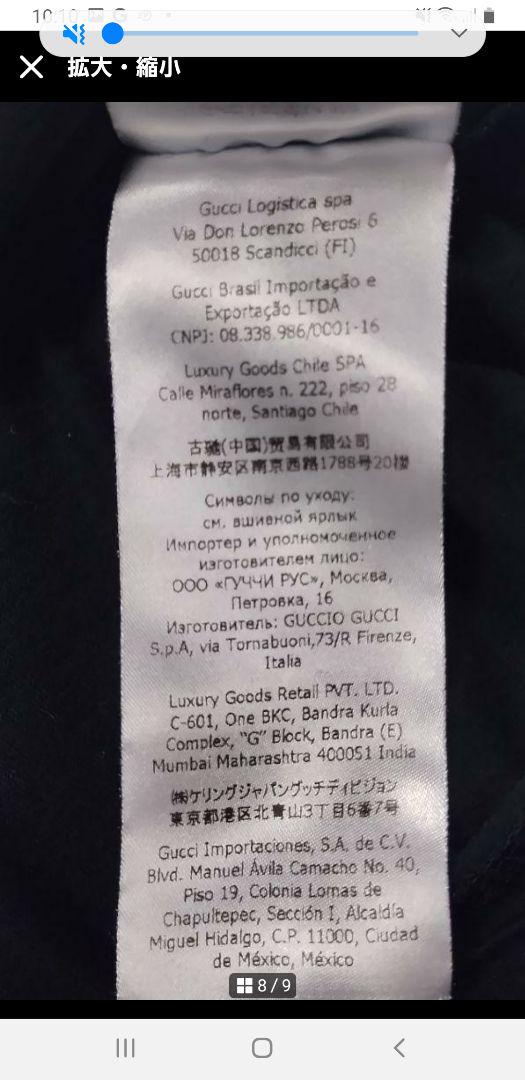 10:10
拡大・縮小
Gucci Logistica spa
Via Don Lorenzo Perosi 6
50018 Scandicci (FI)
Gucci Brasil Importação e
Exportação LTDA
CNPJ: 08.338.986/0001-16
Luxury Goods Chile SPA
Calle Miraflores n. 222, piso 28
norte, Santiago Chile
古驰(中国)贸易有限公司
上海市静安区南京西路1788号20楼
Символы по уходу:
см. вшивной ярлык
Импортер и уполномоченное
изготовителем лицо:
ООО «ГУЧЧИ РУС», Москва,
Петровка, 16
Изготовитель: GUCCIO GUCCI
S.p.A, via Tornabuoni,73/R Firenze,
Italia
Luxury Goods Retail PVT. LTD.
C-601, One BKC, Bandra Kurla
Complex, "G" Block, Bandra (E)
Mumbai Maharashtra 400051 India
㈱ケリングジャパングッチディビジョン
東京都港区北青山3丁目6番7号
Gucci Importaciones, S.A. de C.V.
Blvd. Manuel Ávila Camacho No. 40,
Piso 19, Colonia Lomas de
Chapultepec, Sección I, Alcaldía
Miguel Hidalgo, C.P. 11000, Ciudad
de México, México
8/9